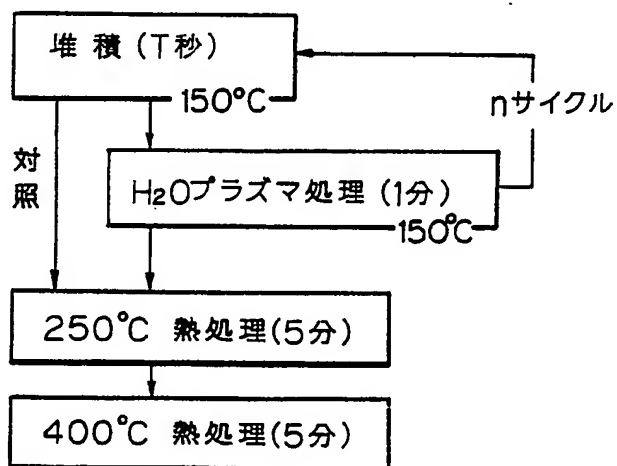 堆積(T秒)
150°C
nサイクル
対照
H₂Oプラズマ処理(1分)
150°C
250°C 熱処理(5分)
400°C 熱処理(5分)